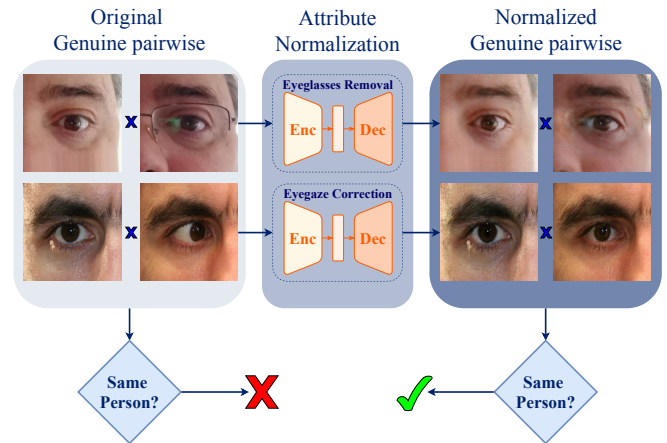 Original
Genuine pairwise
Attribute
Normalization
Normalized
Genuine pairwise
Eyeglasses Removal
Enc
Dec
X
X
Eyegaze Correction
Enc
Dec
X
X
Same
Person?
Same
Person?